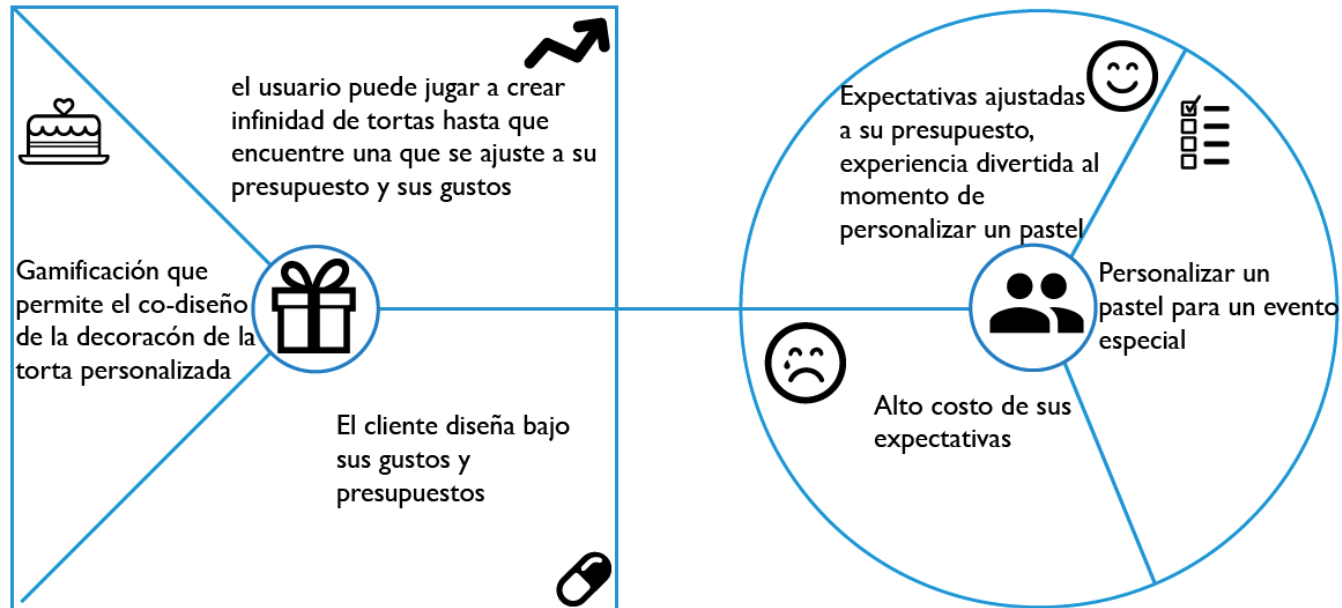 el usuario puede jugar a crear
infinidad de tortas hasta que
encuentre una que se ajuste a su
presupuesto y sus gustos
Gamificación que
permite el co-diseño
de la decoracón de la
torta personalizada
El cliente diseña bajo
sus gustos y
presupuestos
Expectativas ajustadas
a su presupuesto,
experiencia divertida al
momento de
personalizar un pastel
Personalizar un
pastel para un evento
especial
Alto costo de sus
expectativas